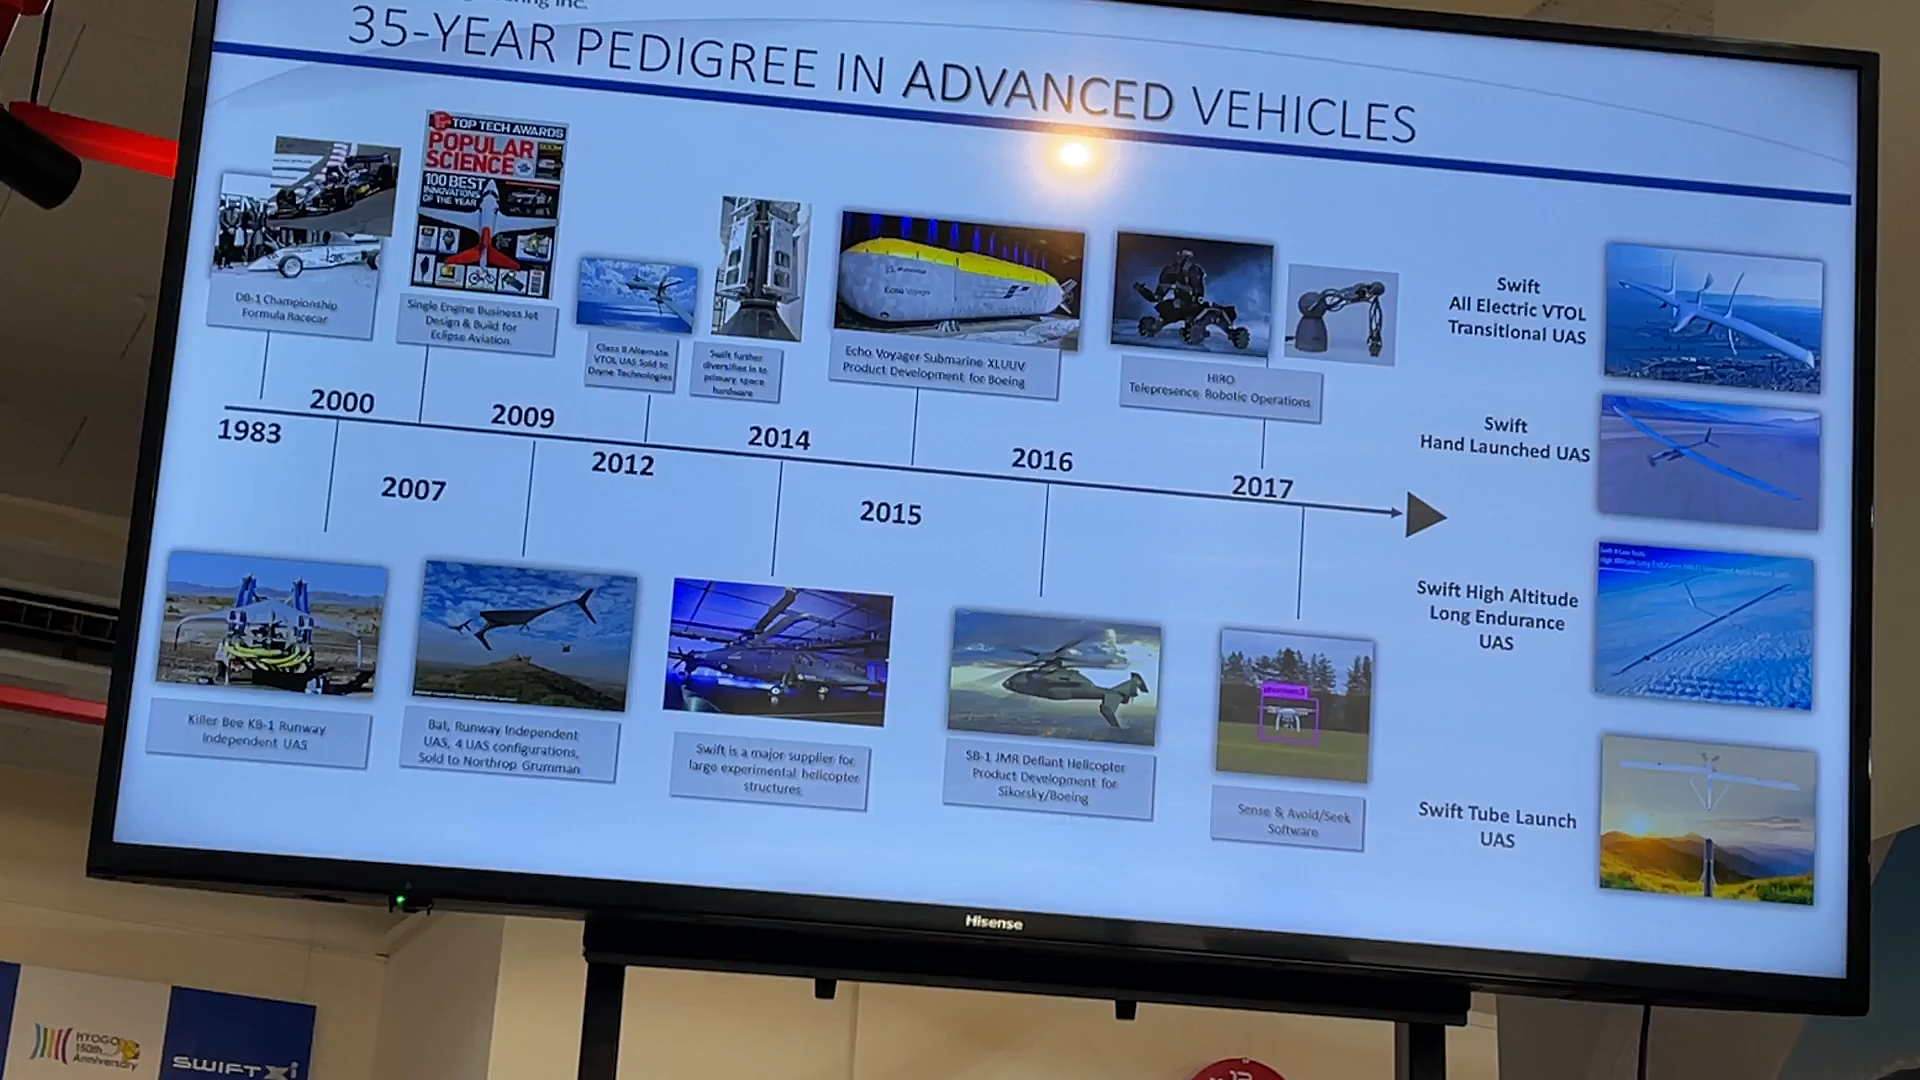 35-YEAR PEDIGREE IN ADVANCED VEHICLES
TOP TECH AWARDS
POPULAR
SCIENCE
100 BEST
INNOVATIONS
OF THE YEAR
DB-1 Championship
Formula Racecar
Single Engine Business Jet
Design & Build for
Eclipse Aviation.
Class II Alternate
VTOL UAS Sold to
Dryne Technologies
Swift further
diversifies in to
primary space
hardware
Echo Voyager
Echo Voyager Submarine XLUUV
Product Development for Boeing
HIRO
Telepresence Robotic Operations
1983
2000
2007
2009
2012
2014
2015
2016
2017
Killer Bee KB-1 Runway
Independent UAS
Bat, Runway Independent
UAS, 4 UAS configurations,
Sold to Northrop Grumman
Swift is a major supplier for
large experimental helicopter
structures
SB-1 JMR Defiant Helicopter
Product Development for
Sikorsky/Boeing
Sense & Avoid/Seek
Software
Swift
All Electric VTOL
Transitional UAS
Swift
Hand Launched UAS
Swift High Altitude
Long Endurance
UAS
Swift Tube Launch
UAS
Hisense
HYOGO
150th
Anniversary
SWIFT Xi
12